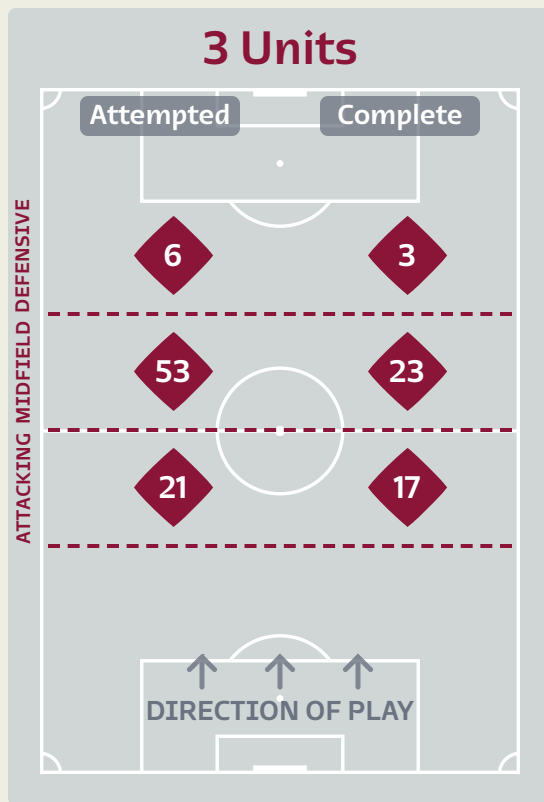 3 Units
Attempted Complete
ATTACKING MIDFIELD DEFENSIVE
6 3
53 23
21 17
DIRECTION OF PLAY